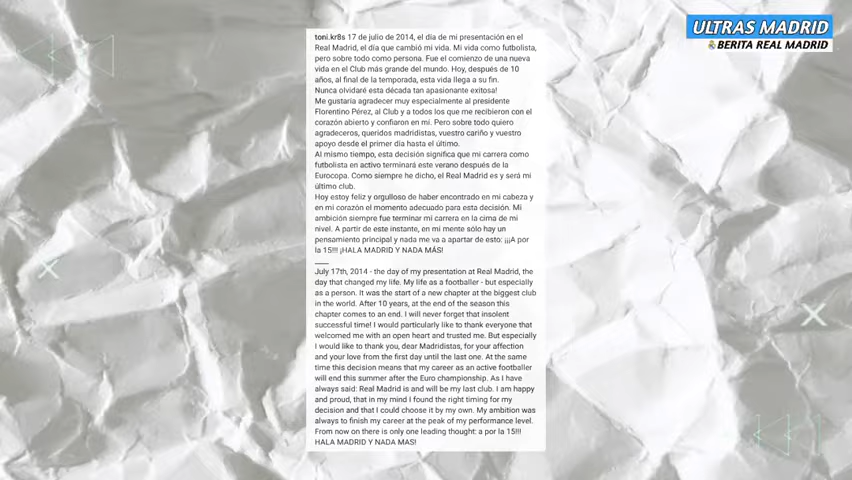 ULTRAS MADRID
BERITA REAL MADRID
toni.kr8s 17 de julio de 2014, el día de mi presentación en el
Real Madrid, el día que cambió mi vida. Mi vida como futbolista,
pero sobre todo como persona. Fue el comienzo de una nueva
vida en el Club más grande del mundo. Hoy, después de 10
años, al final de la temporada, esta vida llega a su fin.
Nunca olvidaré esta década tan apasionante exitosa!
Me gustaría agradecer muy especialmente al presidente
Florentino Pérez, al Club y a todos los que me recibieron con el
corazón abierto y confiaron en mí. Pero sobre todo quiero
agradeceros, queridos madridistas, vuestro cariño y vuestro
apoyo desde el primer día hasta el último.
Al mismo tiempo, esta decisión significa que mi carrera como
futbolista en activo terminará este verano después de la
Eurocopa. Como siempre he dicho, el Real Madrid es y será mi
último club.
Hoy estoy feliz y orgulloso de haber encontrado en mi cabeza y
en mi corazón el momento adecuado para esta decisión. Mi
ambición siempre fue terminar mi carrera en la cima de mi
nivel. A partir de este instante, en mi mente sólo hay un
pensamiento principal y nada me va a apartar de esto: ¡¡¡A por
la 15!!! ¡HALA MADRID Y NADA MÁS!
July 17th, 2014 - the day of my presentation at Real Madrid, the
day that changed my life. My life as a footballer - but especially
as a person. It was the start of a new chapter at the biggest club
in the world. After 10 years, at the end of the season this
chapter comes to an end. I will never forget that insolent
successful time! I would particularly like to thank everyone that
welcomed me with an open heart and trusted me. But especially
I would like to thank you, dear Madridistas, for your affection
and your love from the first day until the last one. At the same
time this decision means that my career as an active footballer
will end this summer after the Euro championship. As I have
always said: Real Madrid is and will be my last club. I am happy
and proud, that in my mind I found the right timing for my
decision and that I could choose it by my own. My ambition was
always to finish my career at the peak of my performance level.
From now on there is only one leading thought: a por la 15!!!
HALA MADRID Y NADA MAS!